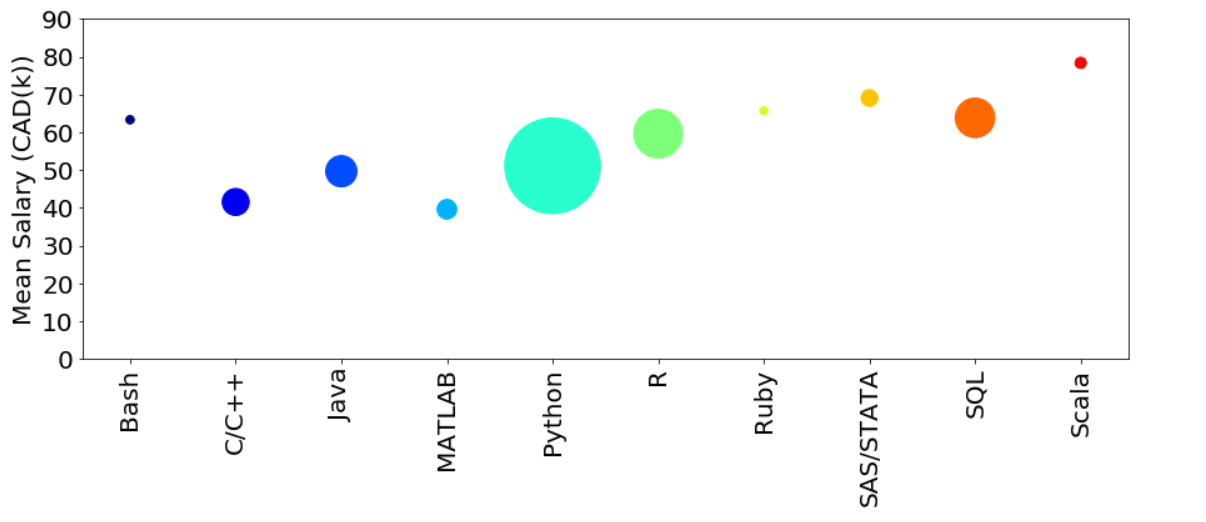 Mean Salary (CAD(k))
90
80
70
60
50
40
30
20
10
0
Bash
C/C++
Java
MATLAB
Python
R
Ruby
SAS/STATA
SQL
Scala